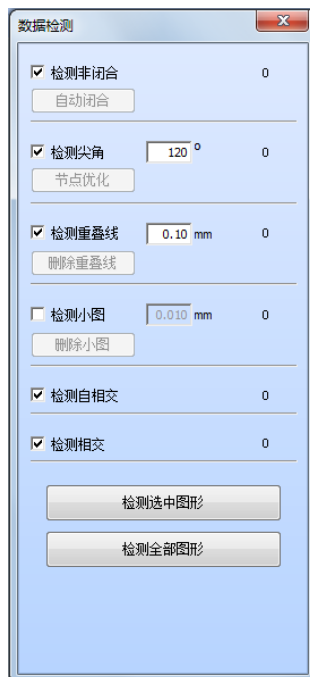 数据检测
检测非闭合 0
自动闭合
检测尖角 120 ° 0
节点优化
检测重叠线 0.10 mm 0
删除重叠线
检测小图 0.010 mm 0
删除小图
检测自相交 0
检测相交 0
检测选中图形
检测全部图形